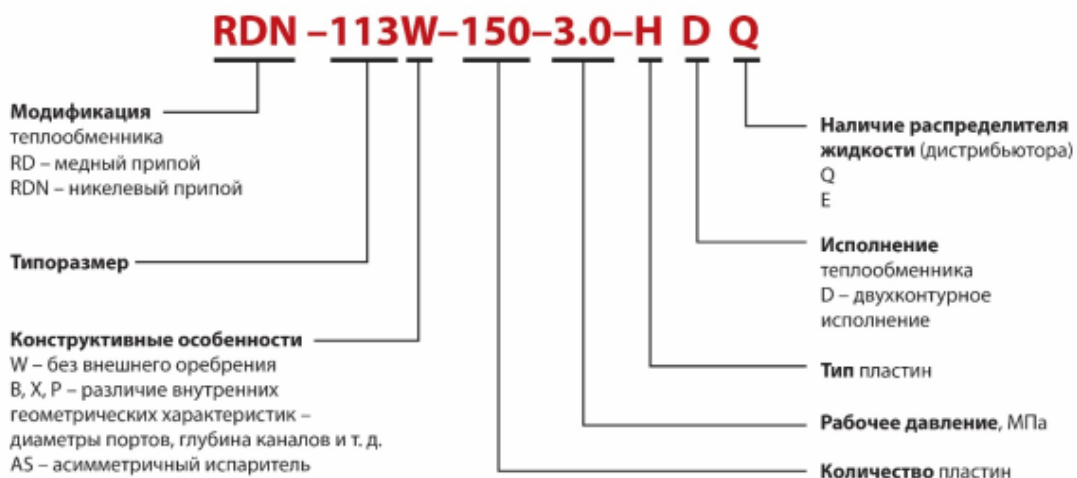 RDN –113W–150–3.0–H D Q
Модификация
теплообменника
RD – медный припой
RDN – никелевый припой
Типоразмер
Конструктивные особенности
W – без внешнего оребрения
B, X, P – различие внутренних
геометрических характеристик –
диаметры портов, глубина каналов и т. д.
AS – асимметричный испаритель
Наличие распределителя
жидкости (дистрибьютора)
Q
E
Исполнение
теплообменника
D – двухконтурное
исполнение
Тип пластин
Рабочее давление, МПа
Количество пластин